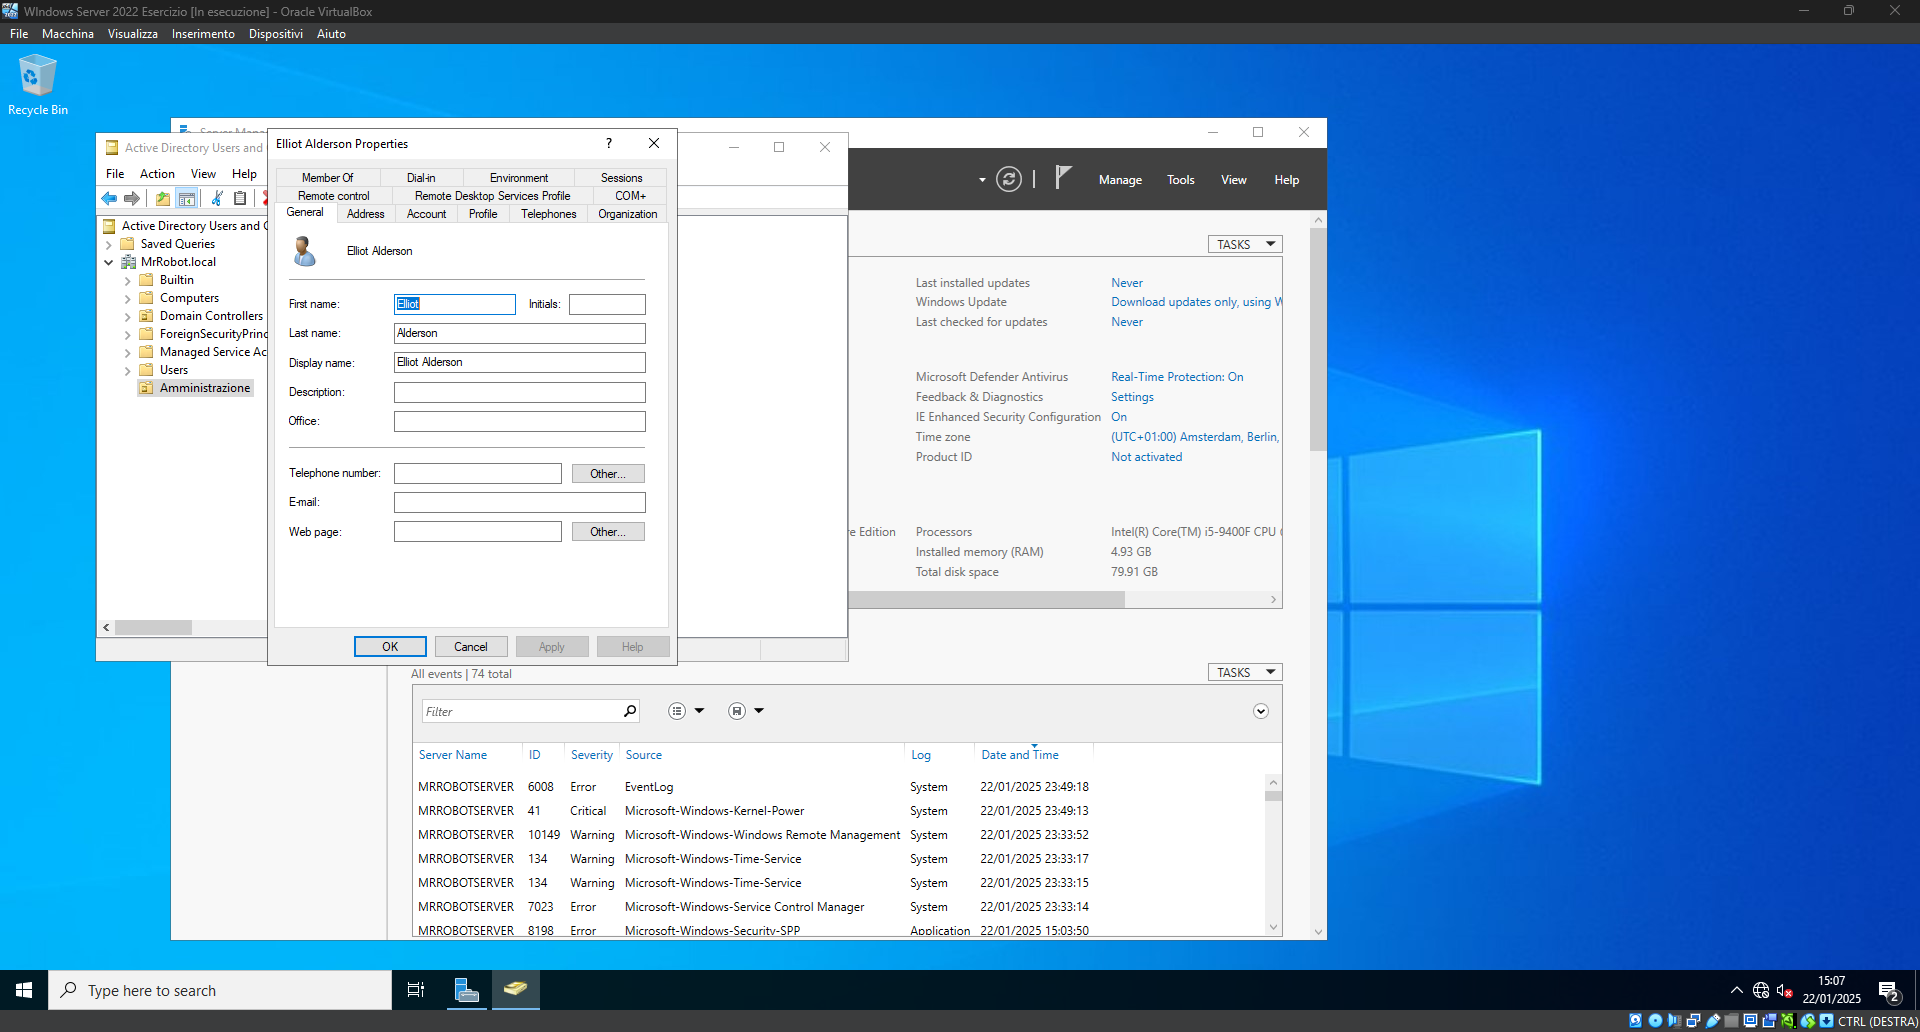 WIndows Server 2022 Esercizio [In esecuzione] - Oracle VirtualBox
File Macchina Visualizza Inserimento Dispositivi Aiuto
Recycle Bin
Active Directory Users and
File Action View Help
Active Directory Users and C
Saved Queries
MrRobot.local
Builtin
Computers
Domain Controllers
ForeignSecurityPrinc
Managed Service Ac
Users
Amministrazione
Elliot Alderson Properties
?
Member Of Dial-in Environment Sessions
Remote control Remote Desktop Services Profile COM+
General Address Account Profile Telephones Organization
Elliot Alderson
First name: Elliot Initials:
Last name: Alderson
Display name: Elliot Alderson
Description:
Office:
Telephone number: Other...
E-mail:
Web page: Other...
OK Cancel Apply Help
Manage Tools View Help
TASKS
Last installed updates Never
Windows Update Download updates only, using W
Last checked for updates Never
Microsoft Defender Antivirus Real-Time Protection: On
Feedback & Diagnostics Settings
IE Enhanced Security Configuration On
Time zone (UTC+01:00) Amsterdam, Berlin,
Product ID Not activated
re Edition Processors Intel(R) Core(TM) i5-9400F CPU
Installed memory (RAM) 4.93 GB
Total disk space 79.91 GB
All events | 74 total
TASKS
Filter
Server Name ID Severity Source Log Date and Time
MRROBOTSERVER 6008 Error EventLog System 22/01/2025 23:49:18
MRROBOTSERVER 41 Critical Microsoft-Windows-Kernel-Power System 22/01/2025 23:49:13
MRROBOTSERVER 10149 Warning Microsoft-Windows-Windows Remote Management System 22/01/2025 23:33:52
MRROBOTSERVER 134 Warning Microsoft-Windows-Time-Service System 22/01/2025 23:33:17
MRROBOTSERVER 134 Warning Microsoft-Windows-Time-Service System 22/01/2025 23:33:15
MRROBOTSERVER 7023 Error Microsoft-Windows-Service Control Manager System 22/01/2025 23:33:14
MRROBOTSERVER 8198 Error Microsoft-Windows-Security-SPP Application 22/01/2025 15:03:50
Type here to search
15:07
22/01/2025
2
CTRL (DESTRA)